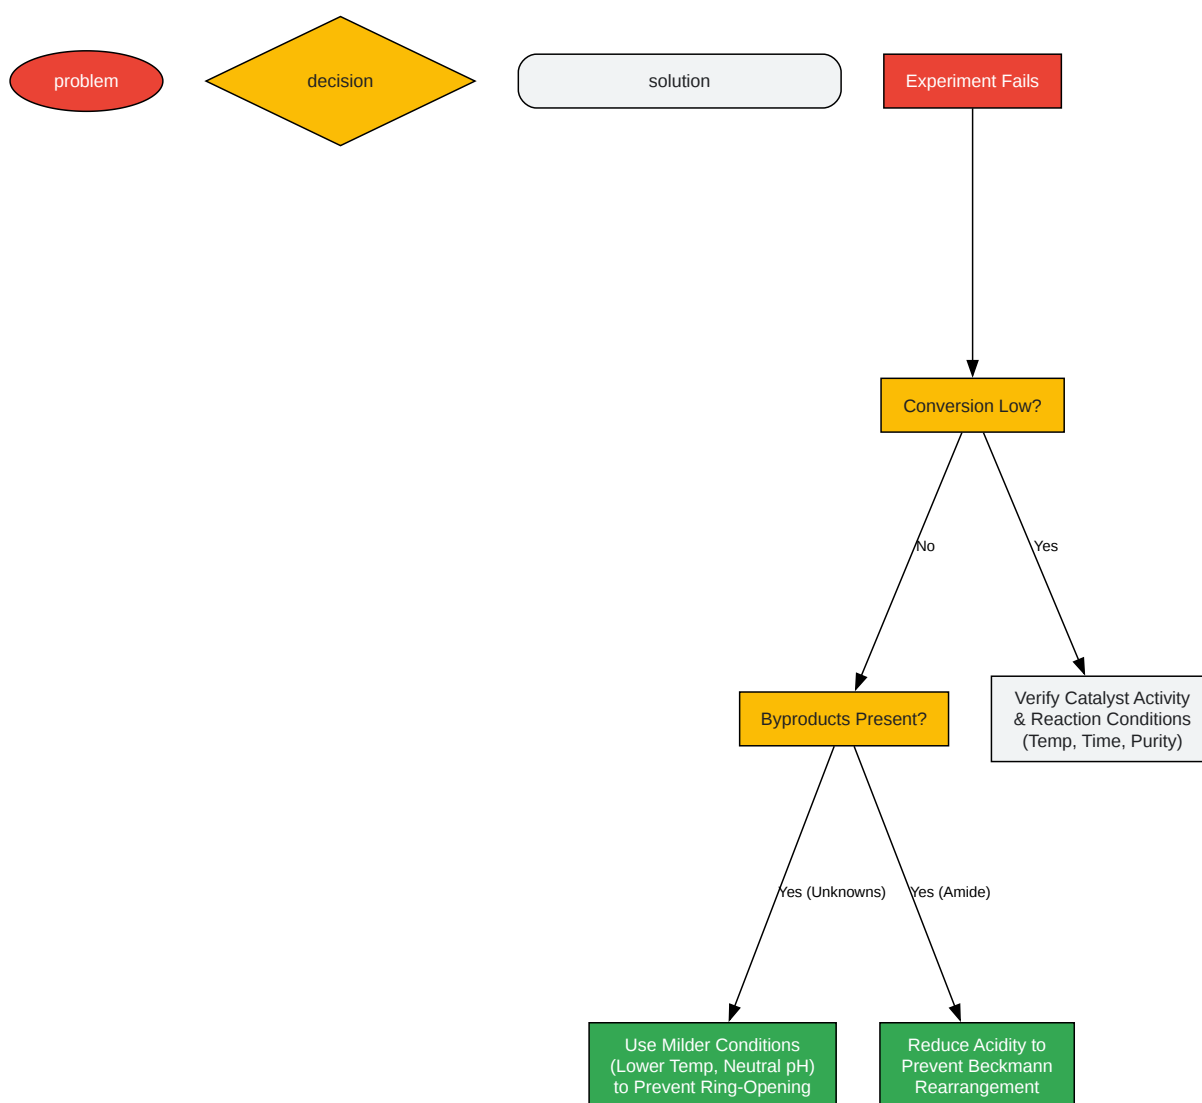 problem
decision
solution
Experiment Fails
Conversion Low?
No
Yes
Byproducts Present?
Verify Catalyst Activity
& Reaction Conditions
(Temp, Time, Purity)
Yes (Unknowns)
Yes (Amide)
Use Milder Conditions
(Lower Temp, Neutral pH)
to Prevent Ring-Opening
Reduce Acidity to
Prevent Beckmann
Rearrangement